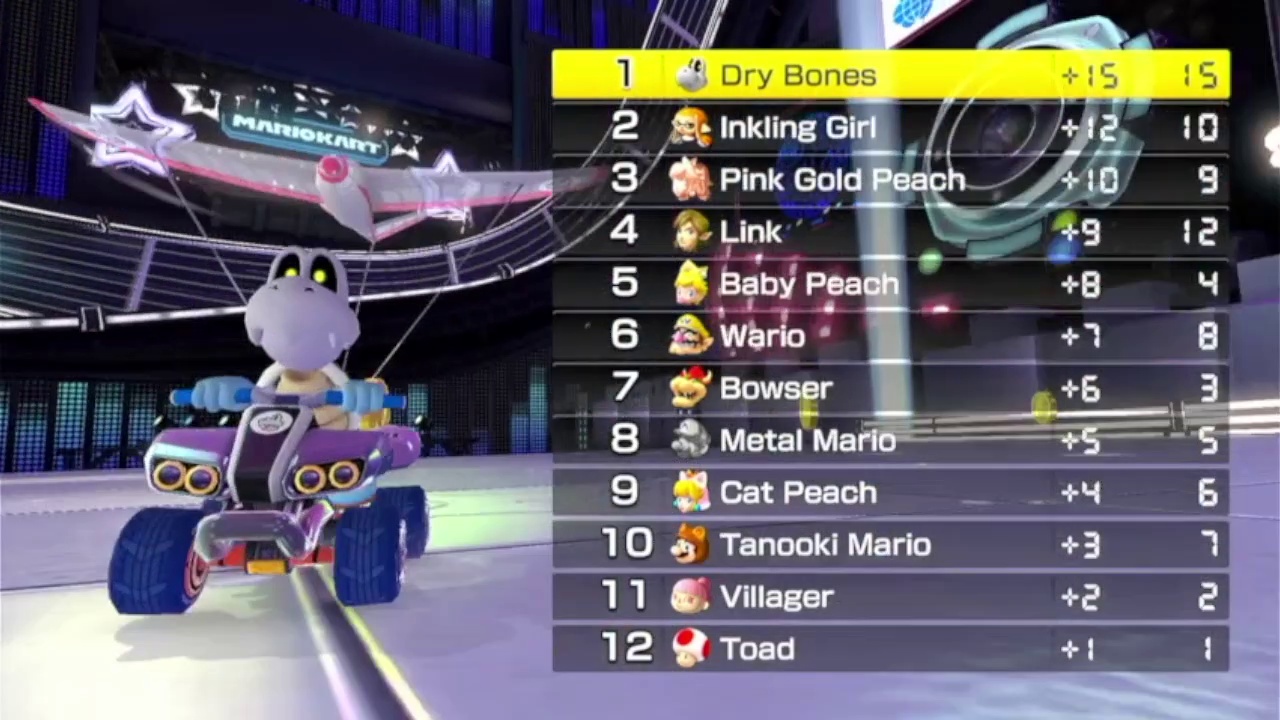 MARIOKART
1 Dry Bones +15 15
2 Inkling Girl +12 10
3 Pink Gold Peach +10 9
4 Link +9 12
5 Baby Peach +8 4
6 Wario +7 8
7 Bowser +6 3
8 Metal Mario +5 5
9 Cat Peach +4 6
10 Tanooki Mario +3 7
11 Villager +2 2
12 Toad +1 1